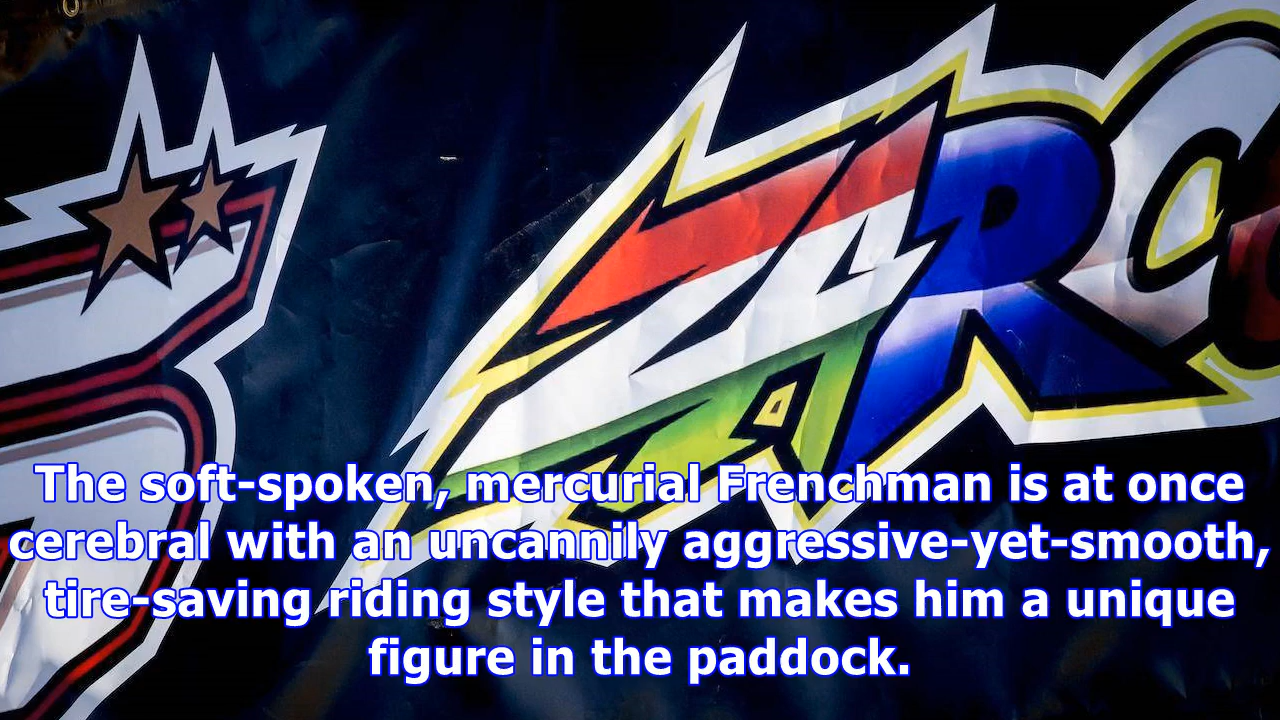 ZARCO
The soft-spoken, mercurial Frenchman is at once
cerebral with an uncannily aggressive-yet-smooth,
tire-saving riding style that makes him a unique
figure in the paddock.